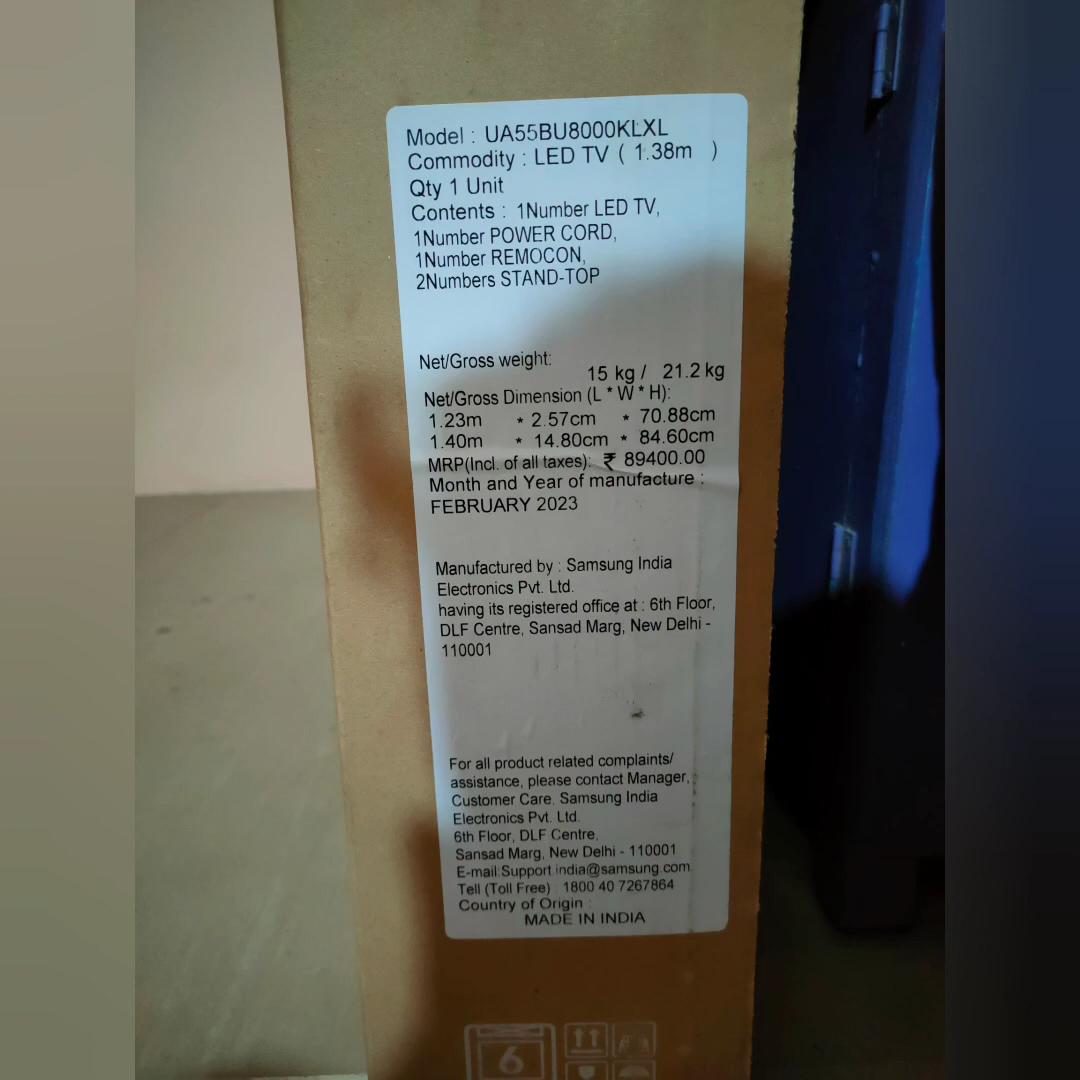 Model : UA55BU8000KLXL
Commodity : LED TV ( 1.38m )
Qty 1 Unit
Contents : 1Number LED TV,
1Number POWER CORD,
1Number REMOCON,
2Numbers STAND-TOP
Net/Gross weight:
15 kg / 21.2 kg
Net/Gross Dimension (L * W * H):
1.23m * 2.57cm * 70.88cm
1.40m * 14.80cm * 84.60cm
MRP(Incl. of all taxes): ₹ 89400.00
Month and Year of manufacture :
FEBRUARY 2023
Manufactured by : Samsung India
Electronics Pvt. Ltd.
having its registered office at : 6th Floor,
DLF Centre, Sansad Marg, New Delhi -
110001
For all product related complaints/
assistance, please contact Manager,
Customer Care, Samsung India
Electronics Pvt. Ltd.
6th Floor, DLF Centre,
Sansad Marg, New Delhi - 110001
E-mail:Support.india@samsung.com
Tell (Toll Free) : 1800 40 7267864
Country of Origin :
MADE IN INDIA
6